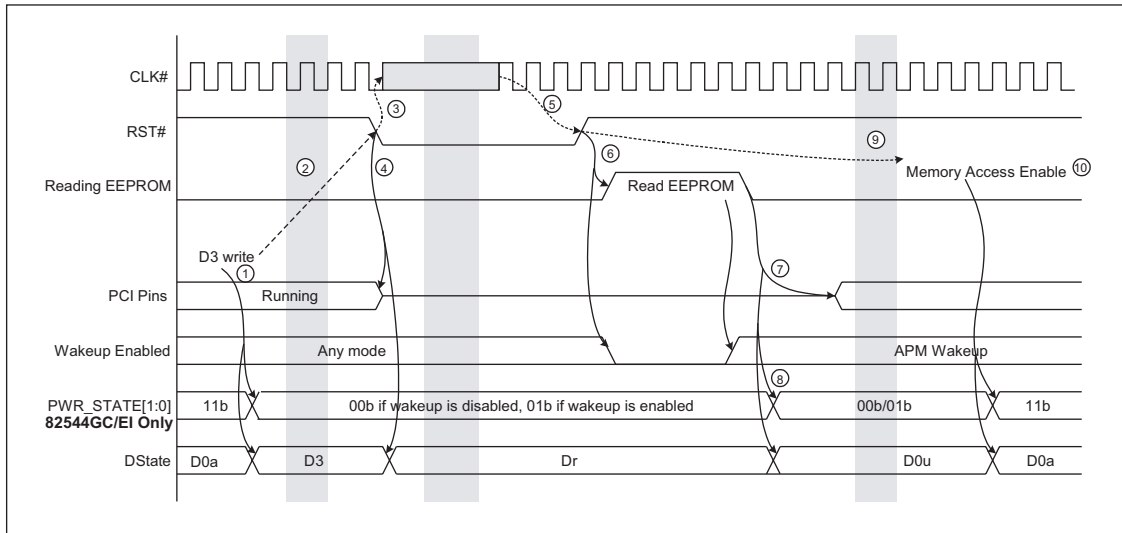 CLK#
③
⑤
RST#
②
④
⑥
⑨
Reading EEPROM
Read EEPROM
Memory Access Enable ⑩
D3 write
①
⑦
PCI Pins
Running
Wakeup Enabled
Any mode
APM Wakeup
⑧
PWR_STATE[1:0]
82544GC/EI Only
11b
00b if wakeup is disabled, 01b if wakeup is enabled
00b/01b
11b
DState
D0a
D3
Dr
D0u
D0a